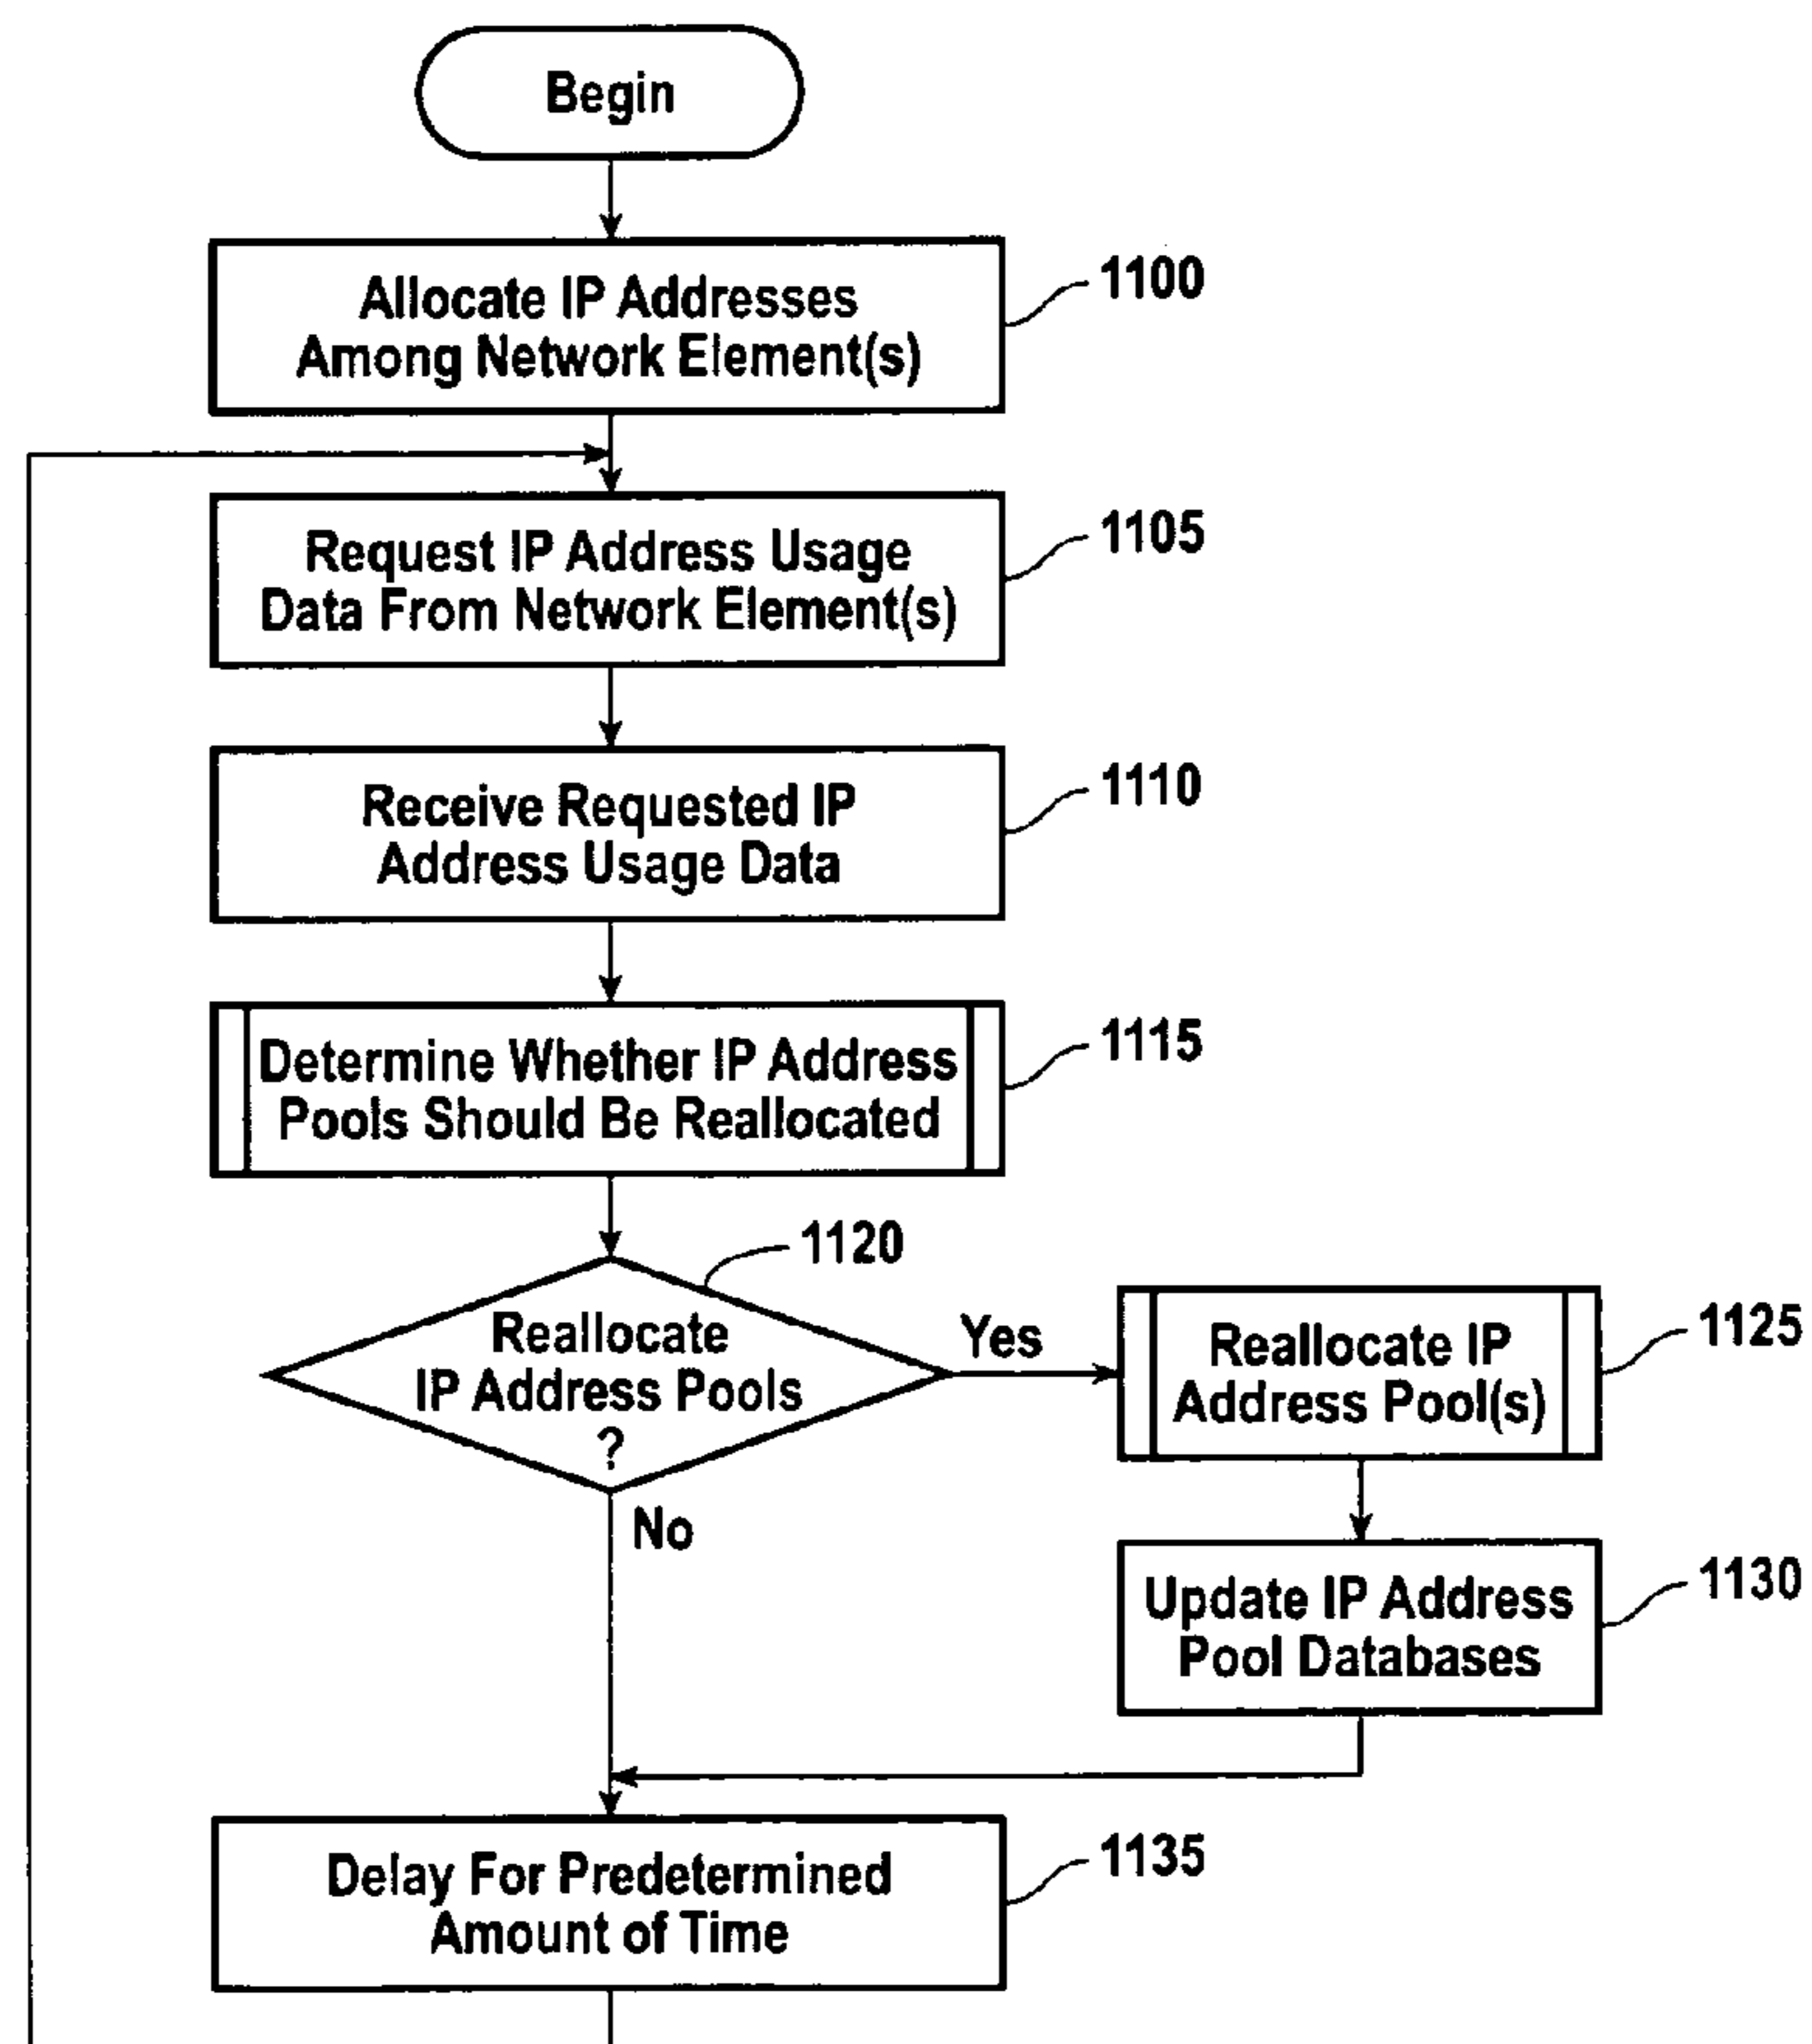 Begin
Allocate IP Addresses
Among Network Element(s)
1100
Request IP Address Usage
Data From Network Element(s)
1105
Receive Requested IP
Address Usage Data
1110
Determine Whether IP Address
Pools Should Be Reallocated
1115
1120
Reallocate
IP Address Pools
?
Yes
No
Reallocate IP
Address Pool(s)
1125
Update IP Address
Pool Databases
1130
Delay For Predetermined
Amount of Time
1135